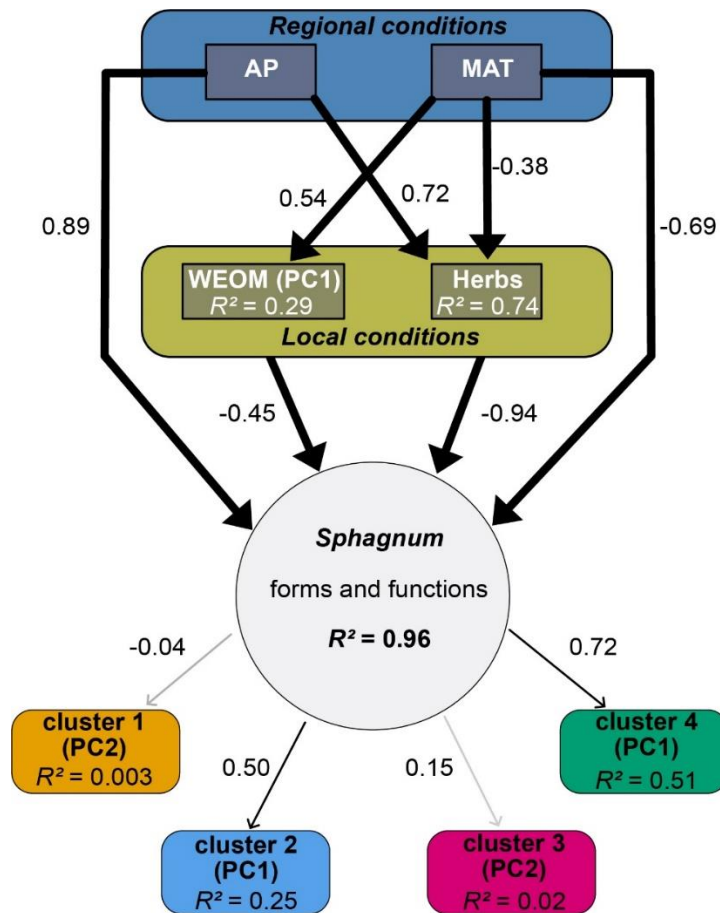 Regional conditions
AP
MAT
0.89
0.54
0.72
-0.38
-0.69
WEOM (PC1)
R² = 0.29
Herbs
R² = 0.74
Local conditions
-0.45
-0.94
Sphagnum
forms and functions
R² = 0.96
-0.04
0.50
0.15
0.72
cluster 1
(PC2)
R² = 0.003
cluster 2
(PC1)
R² = 0.25
cluster 3
(PC2)
R² = 0.02
cluster 4
(PC1)
R² = 0.51